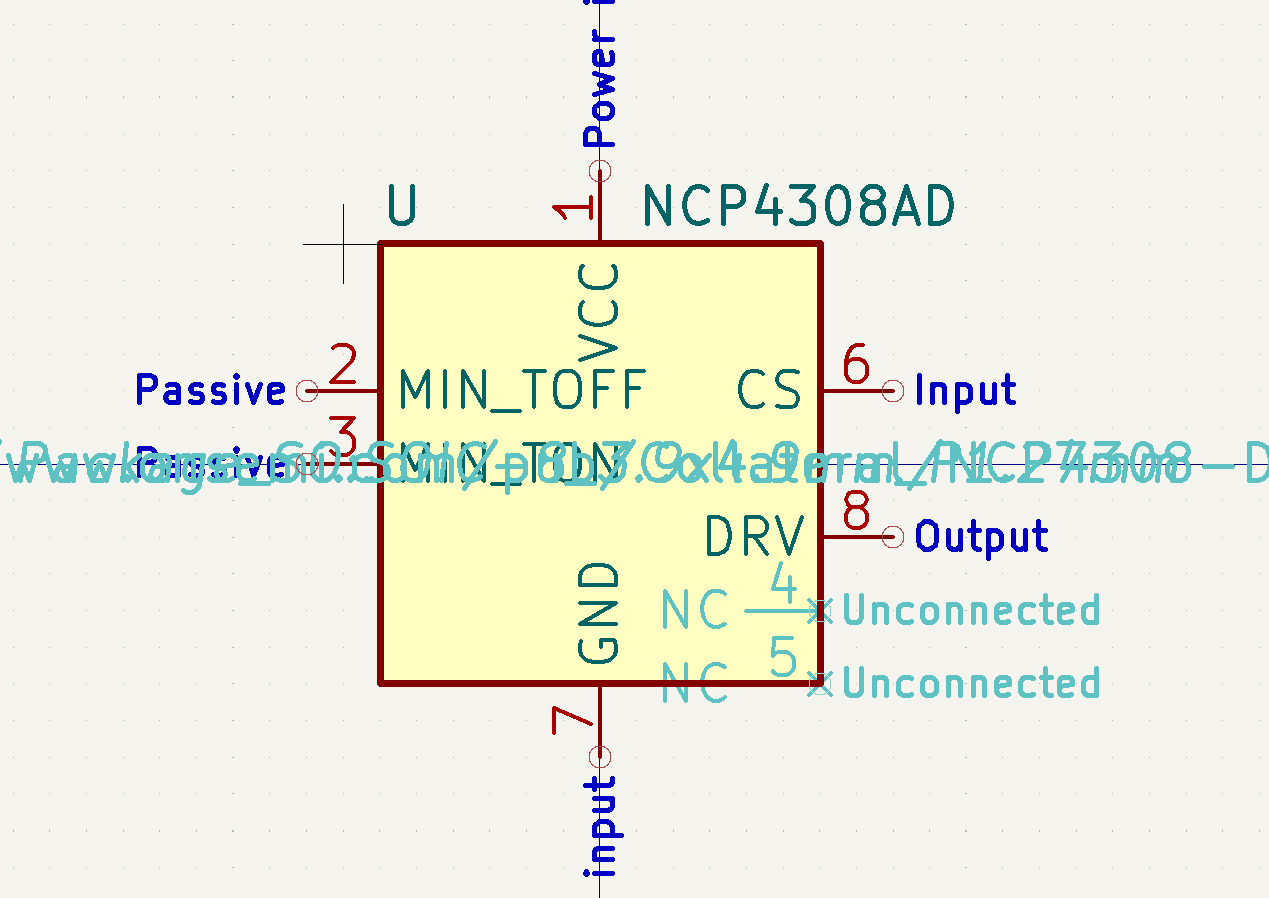 Power i
U
1
NCP4308AD
VCC
Passive
2
MIN_TOFF
CS
6
Input
Passive
3
MIN_TON
DRV
8
Output
GND
NC
4
Unconnected
NC
5
Unconnected
7
input